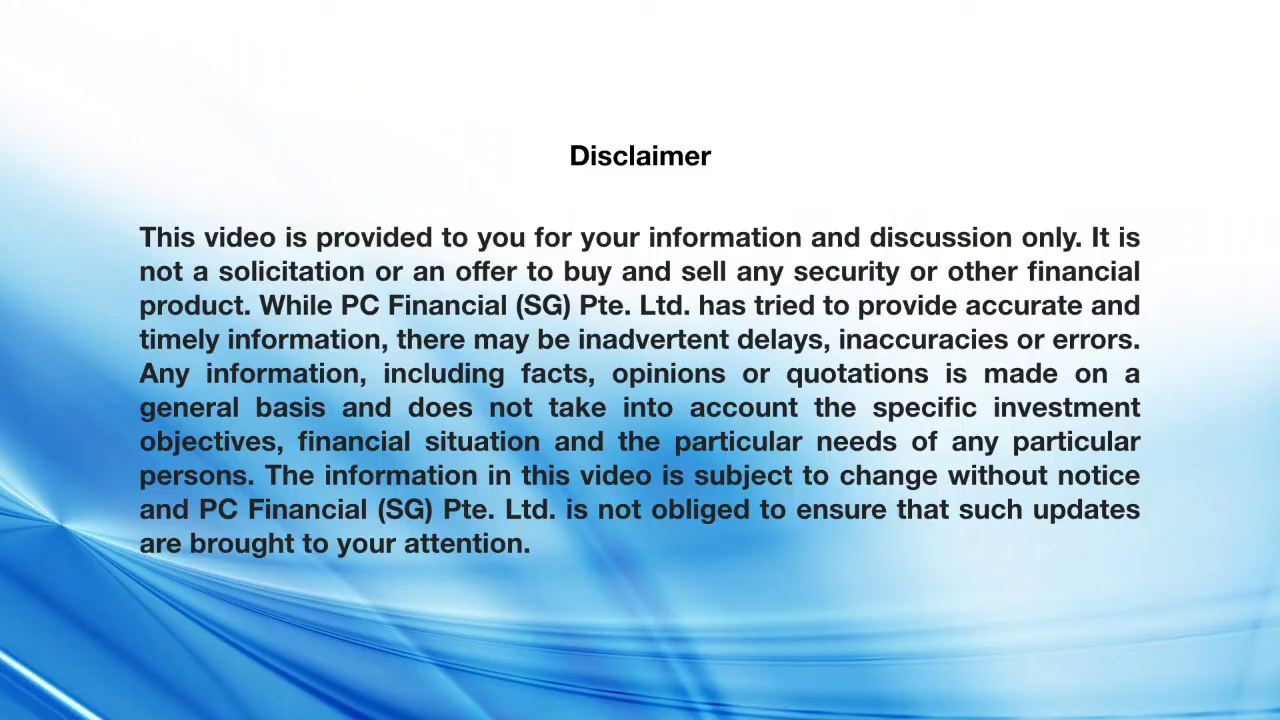 Disclaimer
This video is provided to you for your information and discussion only. It is
not a solicitation or an offer to buy and sell any security or other financial
product. While PC Financial (SG) Pte. Ltd. has tried to provide accurate and
timely information, there may be inadvertent delays, inaccuracies or errors.
Any information, including facts, opinions or quotations is made on a
general basis and does not take into account the specific investment
objectives, financial situation and the particular needs of any particular
persons. The information in this video is subject to change without notice
and PC Financial (SG) Pte. Ltd. is not obliged to ensure that such updates
are brought to your attention.